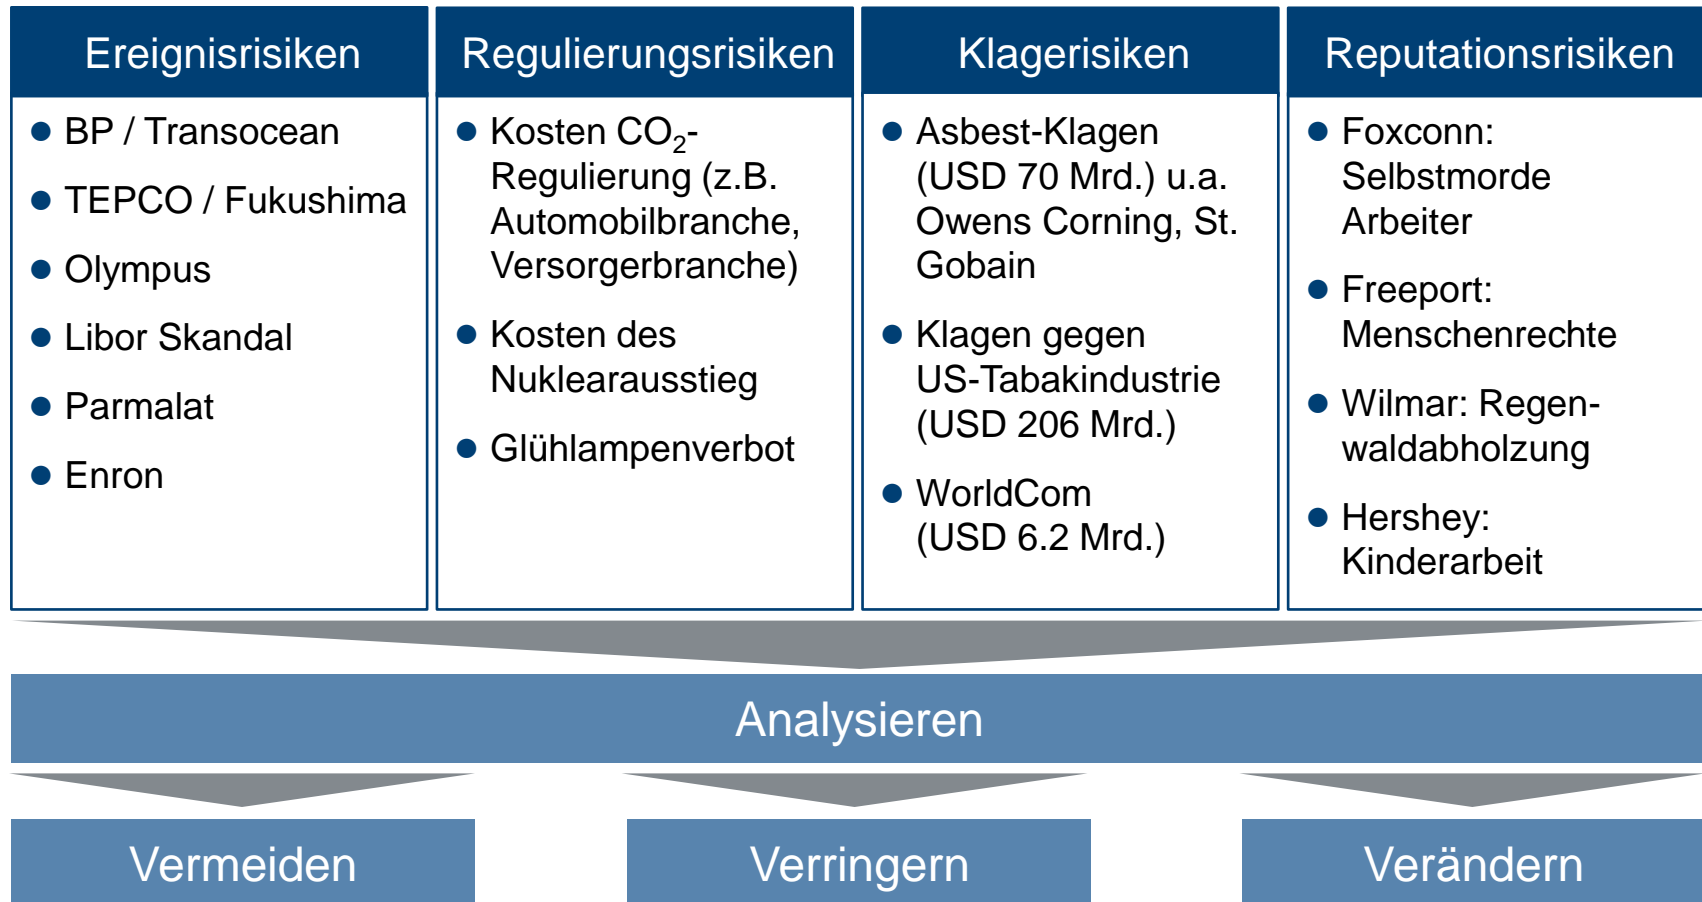 Ereignisrisiken
● BP / Transocean
● TEPCO / Fukushima
● Olympus
● Libor Skandal
● Parmalat
● Enron
Regulierungsrisiken
● Kosten CO₂-
Regulierung (z.B.
Automobilbranche,
Versorgerbranche)
● Kosten des
Nuklearausstieg
● Glühlampenverbot
Klagerisiken
● Asbest-Klagen
(USD 70 Mrd.) u.a.
Owens Corning, St.
Gobain
● Klagen gegen
US-Tabakindustrie
(USD 206 Mrd.)
● WorldCom
(USD 6.2 Mrd.)
Reputationsrisiken
● Foxconn:
Selbstmorde
Arbeiter
● Freeport:
Menschenrechte
● Wilmar: Regen-
waldabholzung
● Hershey:
Kinderarbeit
Analysieren
Vermeiden
Verringern
Verändern